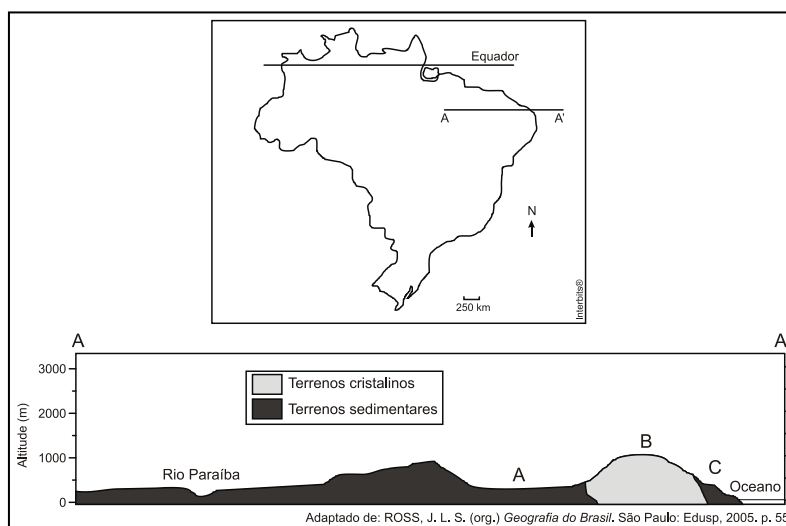 Equador
A A'
N
250 km
Interbits®
A A
3000
2000
1000
0
Altitude (m)
Terrenos cristalinos
Terrenos sedimentares
Rio Paraíba
A
B
C
Oceano
Adaptado de: ROSS, J. L. S. (org.) Geografia do Brasil. São Paulo: Edusp, 2005. p. 55